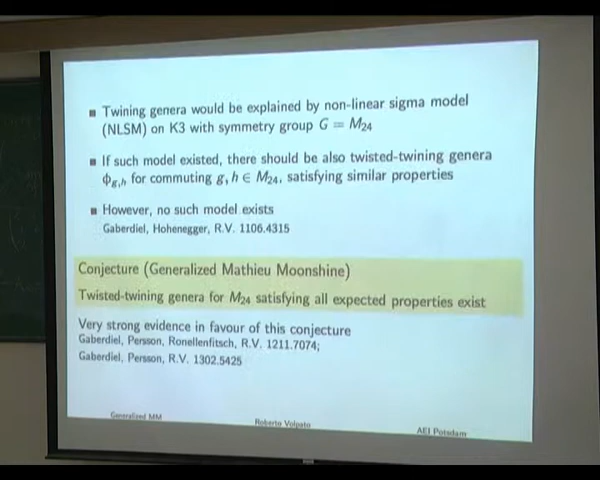 Twining genera would be explained by non-linear sigma model
(NLSM) on K3 with symmetry group G = M₂₄
If such model existed, there should be also twisted-twining genera
ϕg,h for commuting g, h ∈ M₂₄, satisfying similar properties
However, no such model exists
Gaberdiel, Hohenegger, R.V. 1106.4315
Conjecture (Generalized Mathieu Moonshine)
Twisted-twining genera for M₂₄ satisfying all expected properties exist
Very strong evidence in favour of this conjecture
Gaberdiel, Persson, Ronellenfitsch, R.V. 1211.7074;
Gaberdiel, Persson, R.V. 1302.5425
Generalised MM
Roberto Volpato
AEI Potsdam